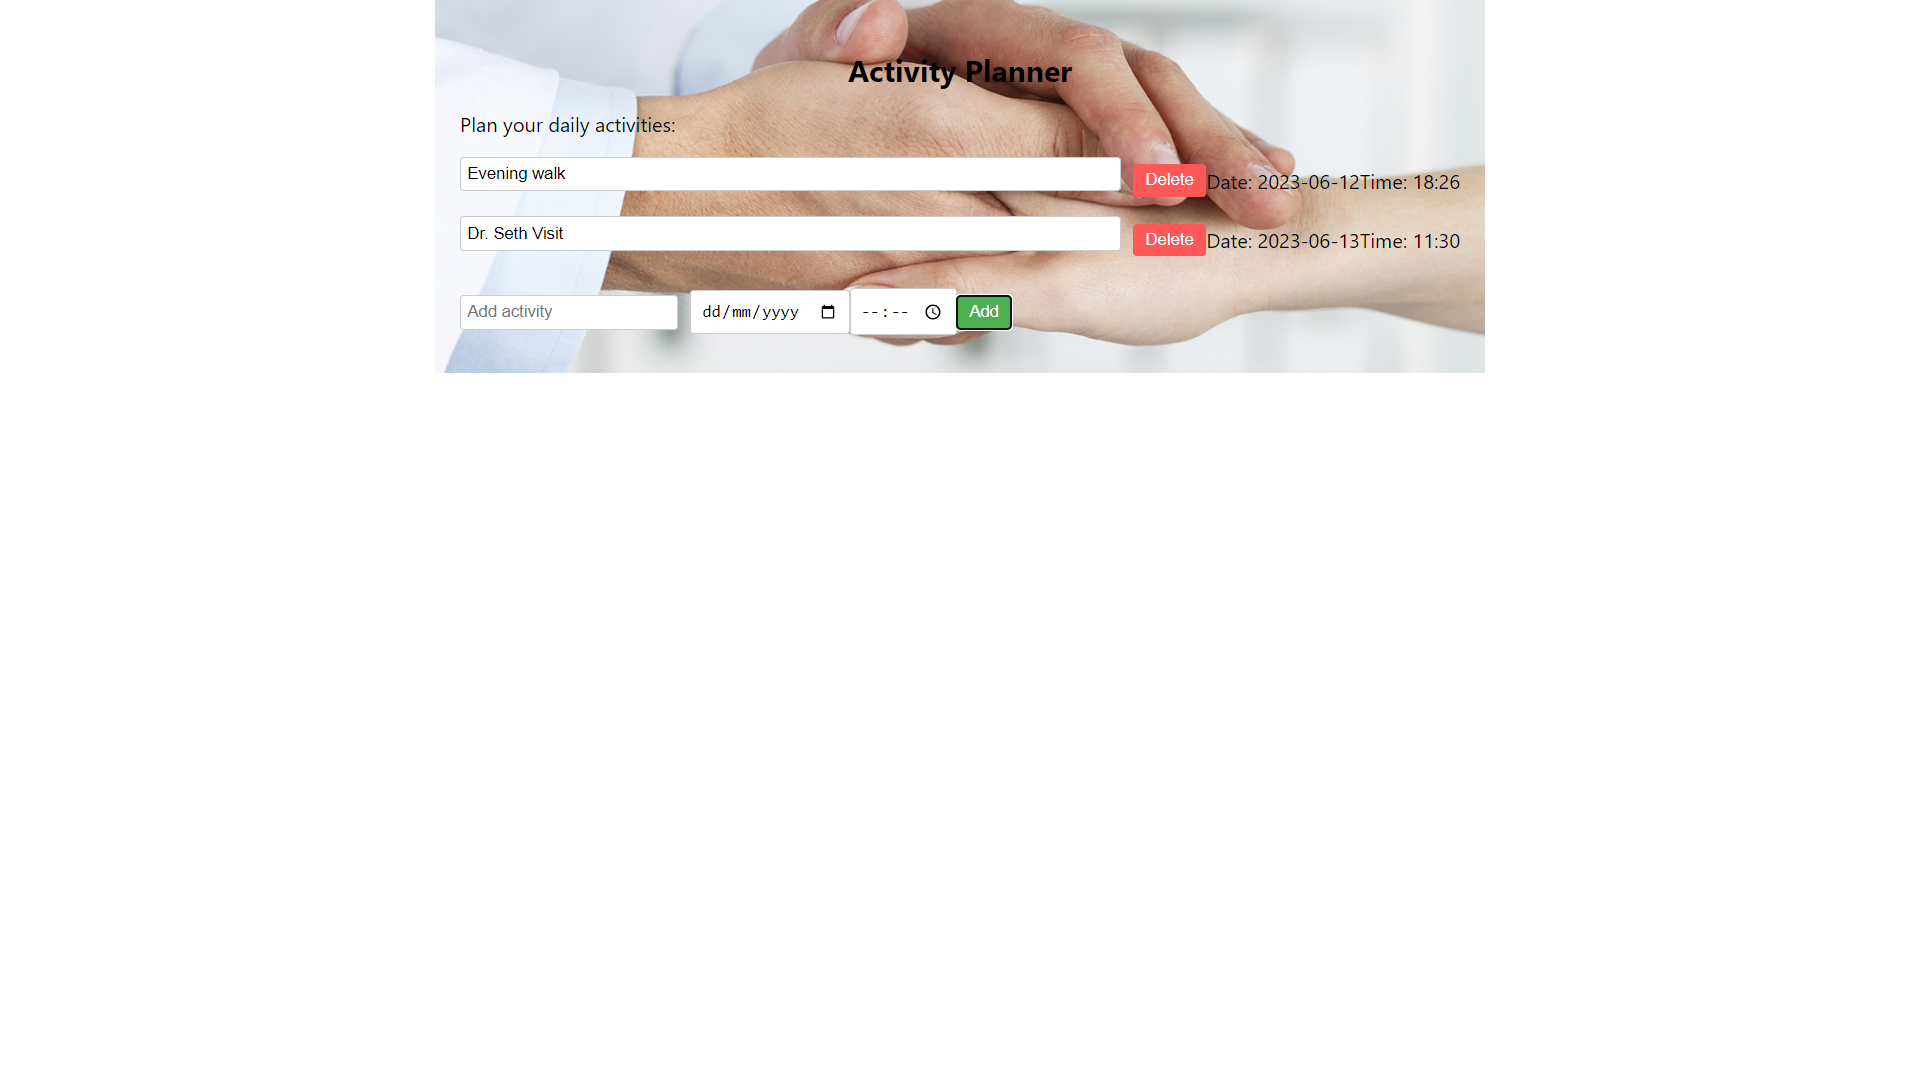 Activity Planner
Plan your daily activities:
Evening walk Delete Date: 2023-06-12Time: 18:26
Dr. Seth Visit Delete Date: 2023-06-13Time: 11:30
Add activity dd/mm/yyyy --:-- Add